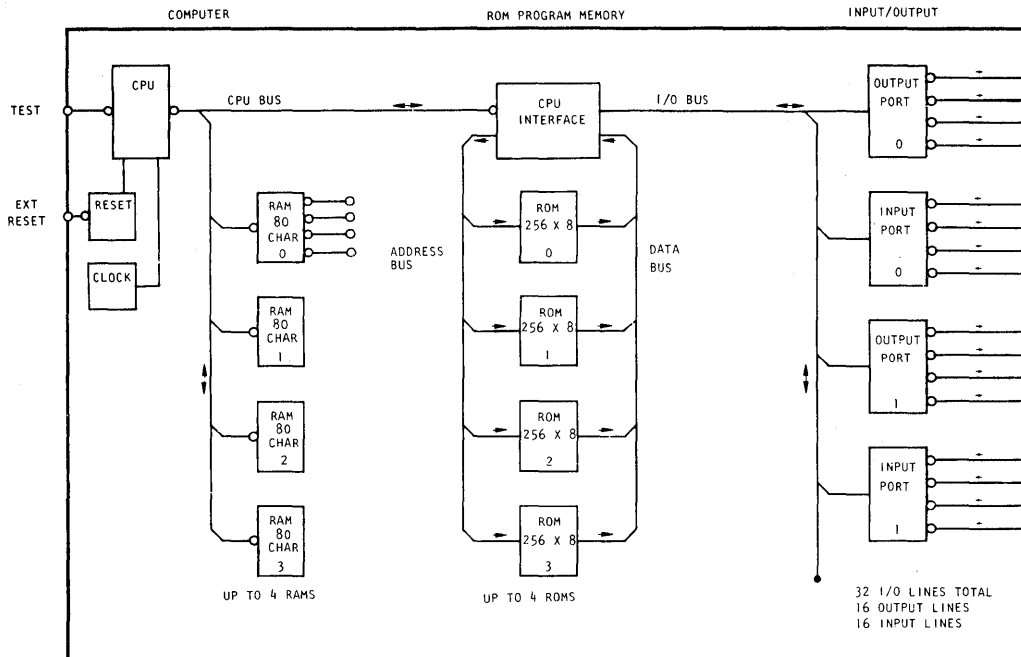 COMPUTER
ROM PROGRAM MEMORY
INPUT/OUTPUT
TEST
EXT
RESET
CPU
RESET
CLOCK
CPU BUS
RAM
80
CHAR
0
RAM
80
CHAR
1
RAM
80
CHAR
2
RAM
80
CHAR
3
UP TO 4 RAMS
CPU
INTERFACE
ADDRESS
BUS
ROM
256 X 8
0
ROM
256 X 8
1
ROM
256 X 8
2
ROM
256 X 8
3
DATA
BUS
UP TO 4 ROMS
I/O BUS
OUTPUT
PORT
0
INPUT
PORT
0
OUTPUT
PORT
1
INPUT
PORT
1
32 I/O LINES TOTAL
16 OUTPUT LINES
16 INPUT LINES